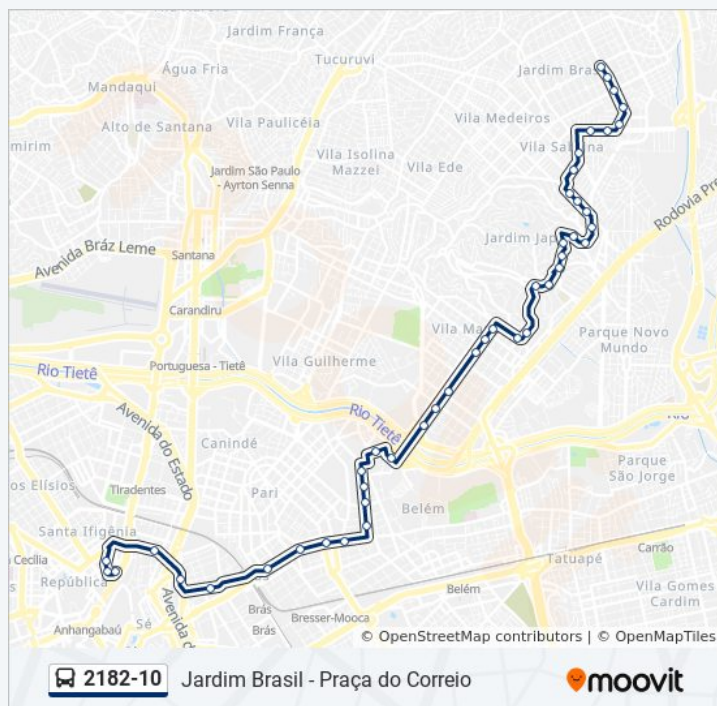 Jardim França
Tucuruvi
Jardim Bras
Água Fria
Mandaqui
Vila Paulicéia
Vila Medeiros
Alto de Santana
mirim
Vila Isolina
Mazzei
Vila Sabrina
Vila Ede
Jardim São Paulo
- Ayrton Senna
Rodovia Pre
Avenida Bráz Leme
Jardim Jap
Santana
Carandiru
Vila Ma
Parque Novo
Mundo
Vila Guilherme
Rio Tietê
Portuguesa - Tietê
Rio Tietê
Avenida do Estado
Canindé
Parque
São Jorge
os Elísios
Tiradentes
Pari
Belém
Santa Ifigênia
Cecília
Tatuapé
Carrão
República
Belém
Vila Gomes
Cardim
Sé
Avenida d
Brás
Brás
Bresser-Mooca
Anhangabaú
© OpenStreetMap contributors | © OpenMapTiles
2182-10 Jardim Brasil - Praça do Correio moovit